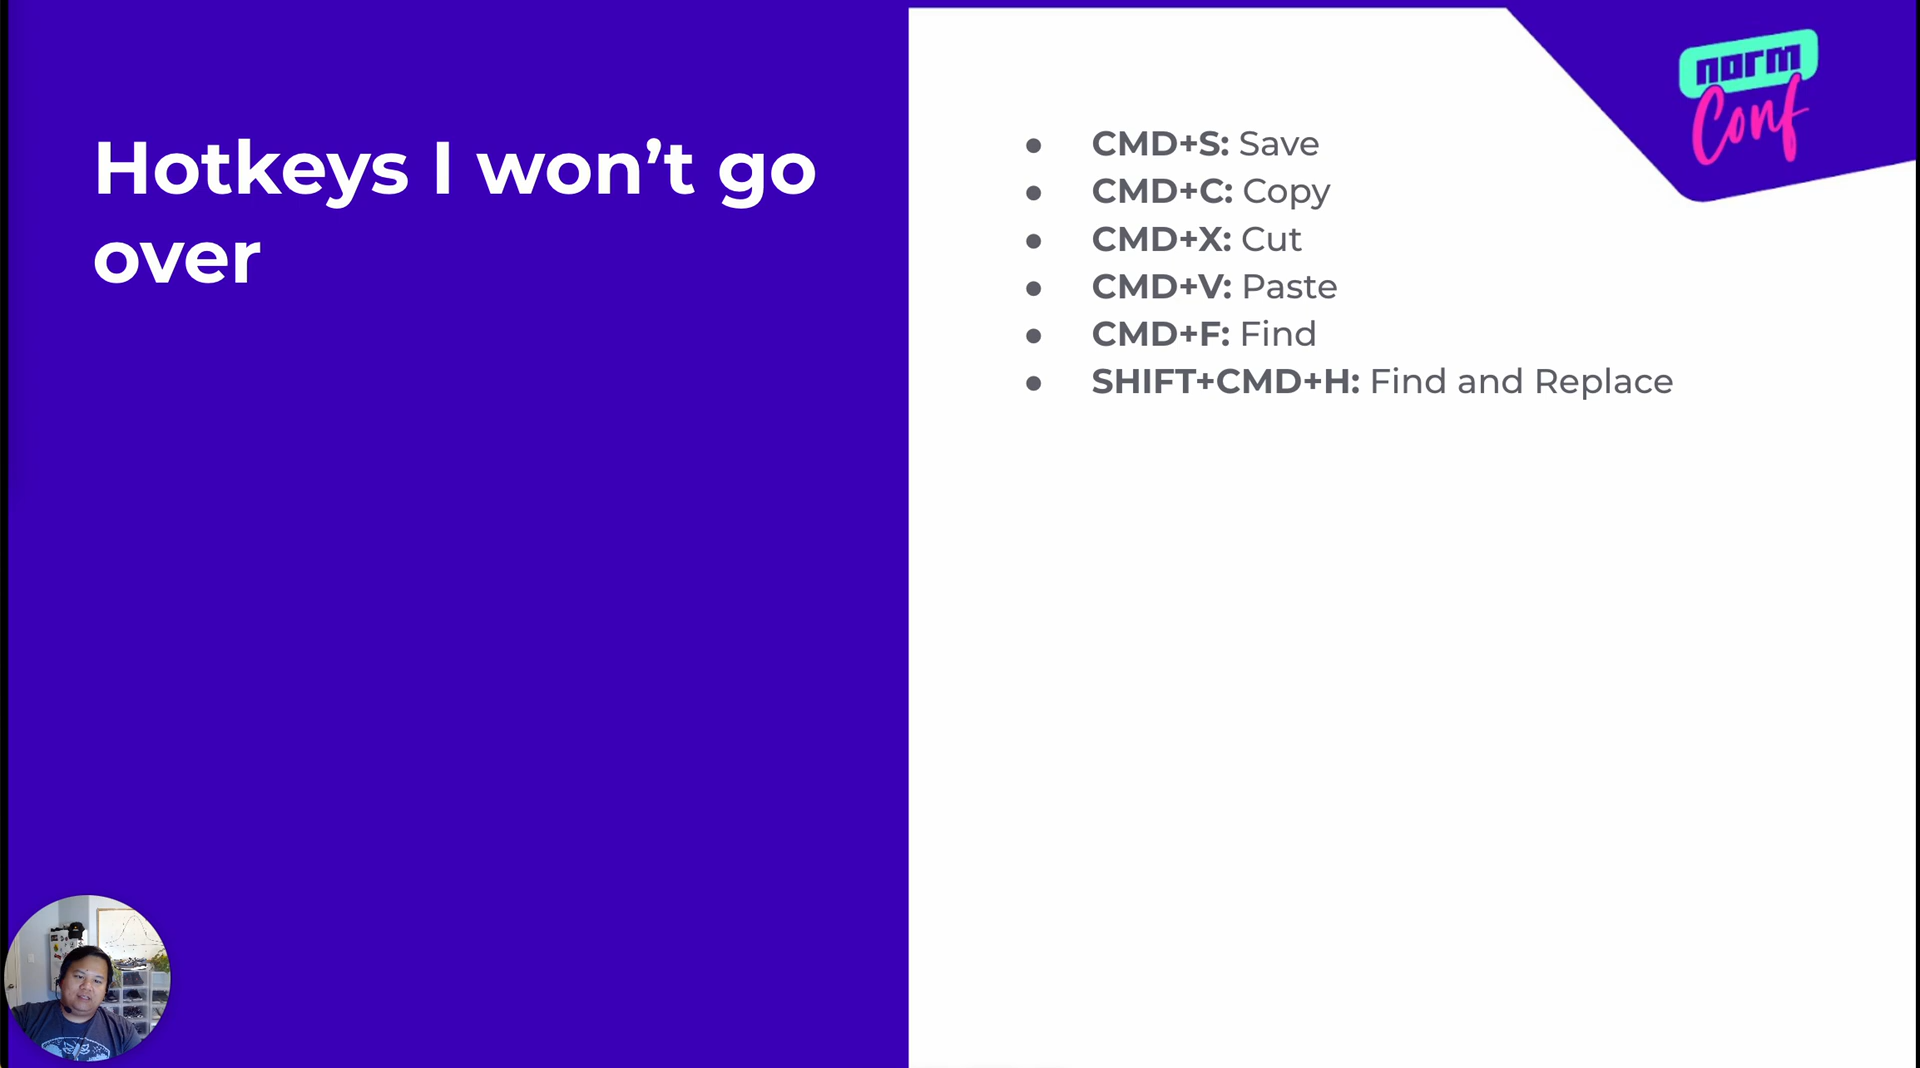 Hotkeys I won’t go
over
norm
Conf
● CMD+S: Save
● CMD+C: Copy
● CMD+X: Cut
● CMD+V: Paste
● CMD+F: Find
● SHIFT+CMD+H: Find and Replace